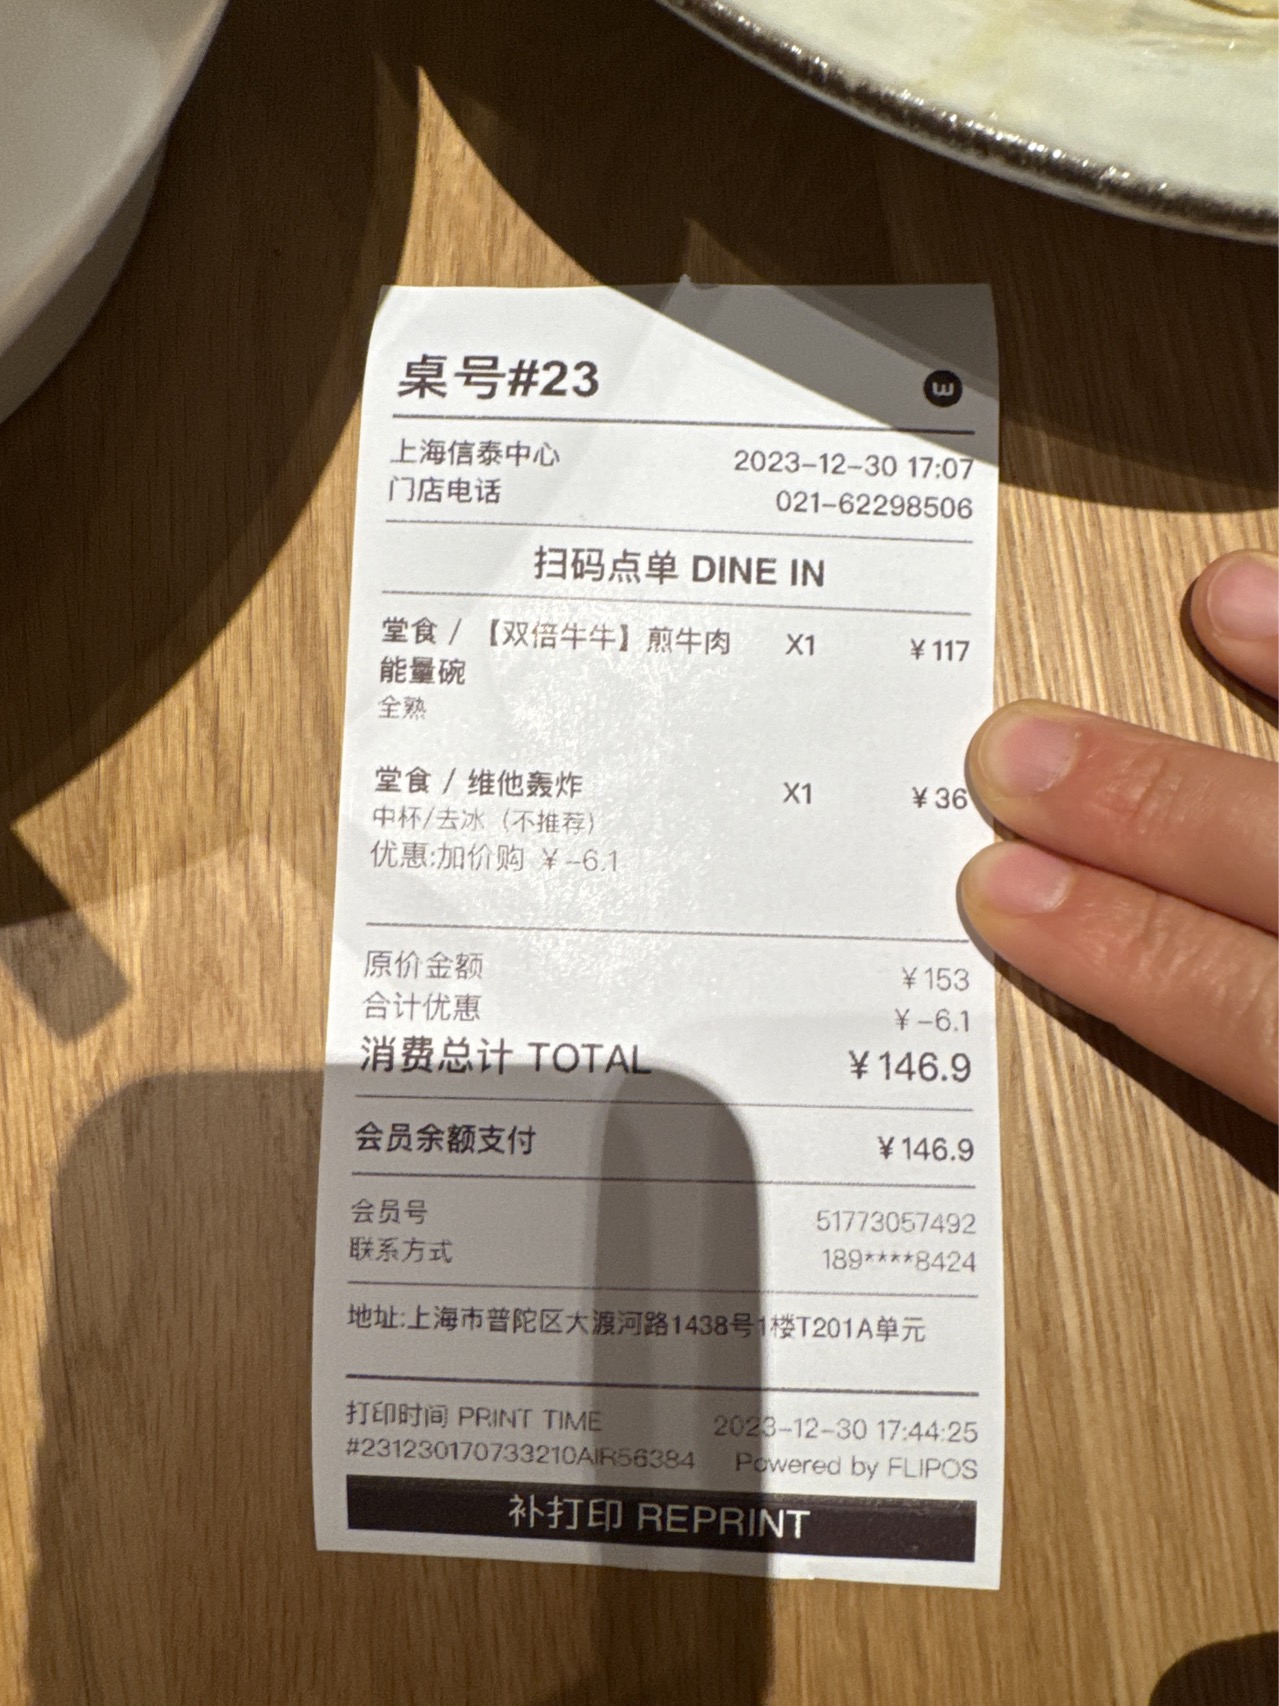 桌号#23
w
上海信泰中心 2023-12-30 17:07
门店电话 021-62298506
扫码点单 DINE IN
堂食 / 【双倍牛牛】煎牛肉 X1 ¥117
能量碗
全熟
堂食 / 维他轰炸 X1 ¥36
中杯/去冰（不推荐）
优惠:加价购 ¥-6.1
原价金额 ¥153
合计优惠 ¥-6.1
消费总计 TOTAL ¥146.9
会员余额支付 ¥146.9
会员号 51773057492
联系方式 189****8424
地址:上海市普陀区大渡河路1438号1楼T201A单元
打印时间 PRINT TIME 2023-12-30 17:44:25
#231230170733210AIR56384 Powered by FLIPOS
补打印 REPRINT